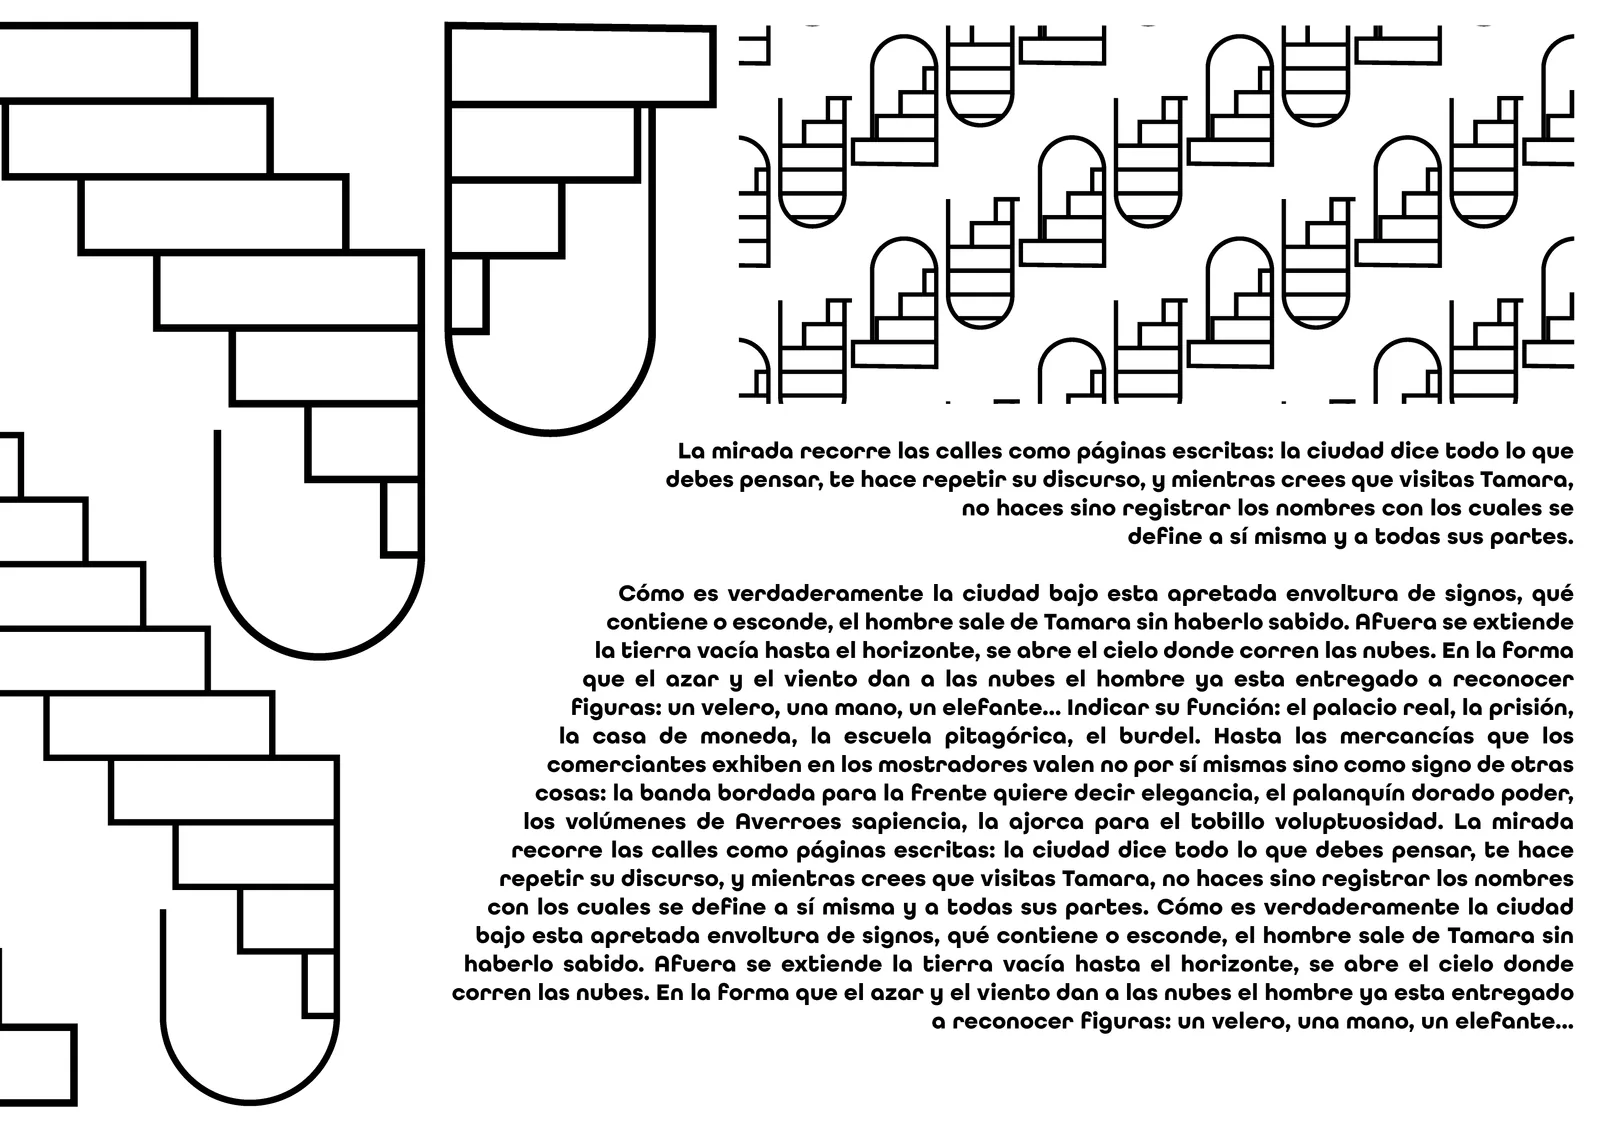 La mirada recorre las calles como páginas escritas: la ciudad dice todo lo que
debes pensar, te hace repetir su discurso, y mientras crees que visitas Tamara,
no haces sino registrar los nombres con los cuales se
define a sí misma y a todas sus partes.
Cómo es verdaderamente la ciudad bajo esta apretada envoltura de signos, qué
contiene o esconde, el hombre sale de Tamara sin haberlo sabido. Afuera se extiende
la tierra vacía hasta el horizonte, se abre el cielo donde corren las nubes. En la forma
que el azar y el viento dan a las nubes el hombre ya esta entregado a reconocer
figuras: un velero, una mano, un elefante... Indicar su función: el palacio real, la prisión,
la casa de moneda, la escuela pitagórica, el burdel. Hasta las mercancías que los
comerciantes exhiben en los mostradores valen no por sí mismas sino como signo de otras
cosas: la banda bordada para la frente quiere decir elegancia, el palanquín dorado poder,
los volúmenes de Averroes sapiencia, la ajorca para el tobillo voluptuosidad. La mirada
recorre las calles como páginas escritas: la ciudad dice todo lo que debes pensar, te hace
repetir su discurso, y mientras crees que visitas Tamara, no haces sino registrar los nombres
con los cuales se define a sí misma y a todas sus partes. Cómo es verdaderamente la ciudad
bajo esta apretada envoltura de signos, qué contiene o esconde, el hombre sale de Tamara sin
haberlo sabido. Afuera se extiende la tierra vacía hasta el horizonte, se abre el cielo donde
corren las nubes. En la forma que el azar y el viento dan a las nubes el hombre ya esta entregado
a reconocer figuras: un velero, una mano, un elefante...